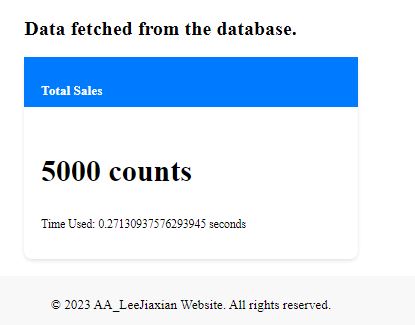 Data fetched from the database.
Total Sales
5000 counts
Time Used: 0.27130937576293945 seconds
© 2023 AA_LeeJiaxian Website. All rights reserved.